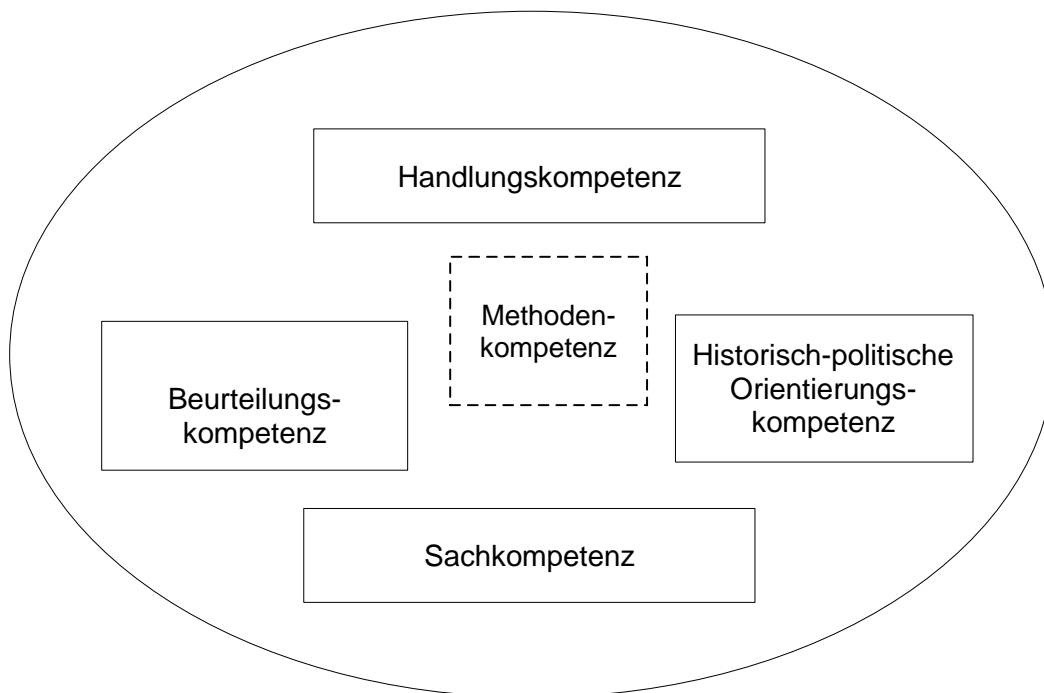 Handlungskompetenz
Methoden-
kompetenz
Beurteilungs-
kompetenz
Historisch-politische
Orientierungs-
kompetenz
Sachkompetenz